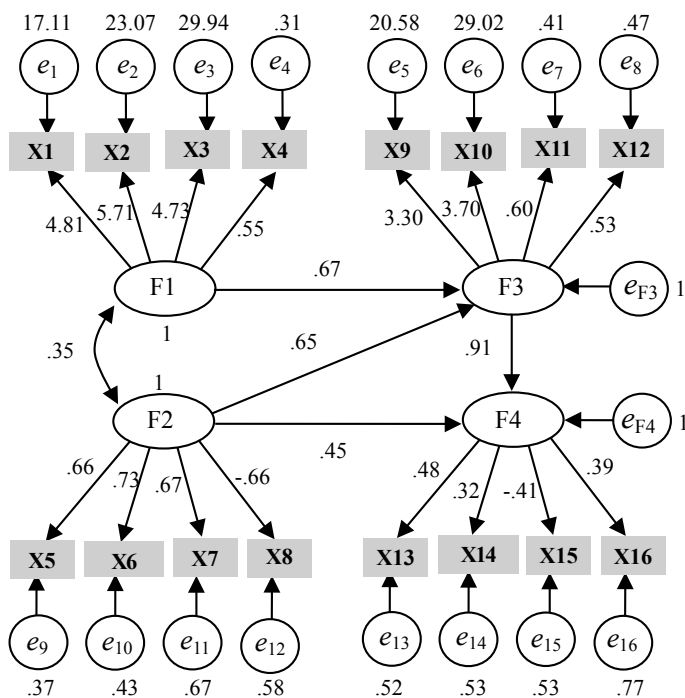 17.11 23.07 29.94 .31 20.58 29.02 .41 .47
e1 e2 e3 e4 e5 e6 e7 e8
X1 X2 X3 X4 X9 X10 X11 X12
4.81 5.71 4.73 .55 3.30 3.70 .60 .53
F1 .67 F3 eF3 1
1
.35 .65 .91
1
F2 .45 F4 eF4 1
.66 .73 .67 -.66 .48 .32 -.41 .39
X5 X6 X7 X8 X13 X14 X15 X16
e9 e10 e11 e12 e13 e14 e15 e16
.37 .43 .67 .58 .52 .53 .53 .77